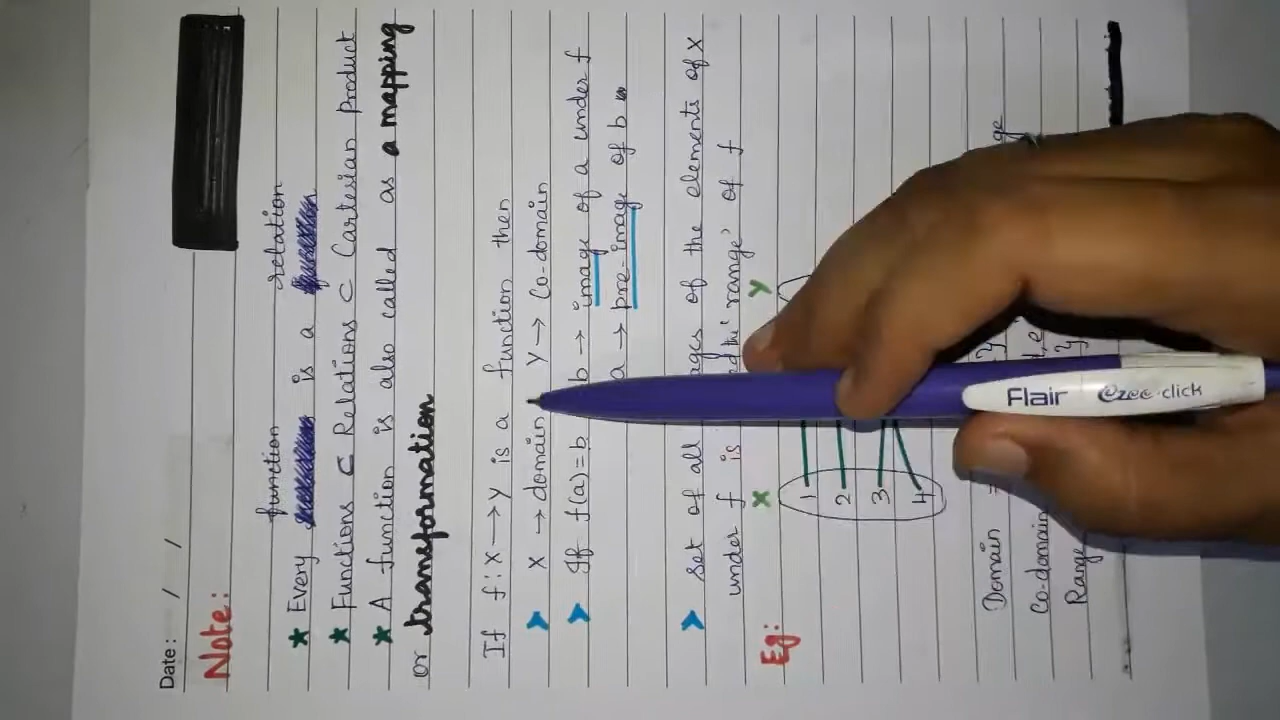 Date : / /
Note:
function relation
★ Every is a
★ Functions ⊂ Relations ⊂ Cartesian product
★ A function is also called as a mapping
or transformation
If f: X → Y is a function then
➤ X → domain Y → Co-domain
➤ If f(a) = b b → image of a under f
a → pre-image of b "
➤ Set of all ages of the elements of X
under f is 'range' of f
Eg: X Y
1
2
3
4
Domain =
Co-domain
Range
Flair Ezee-click